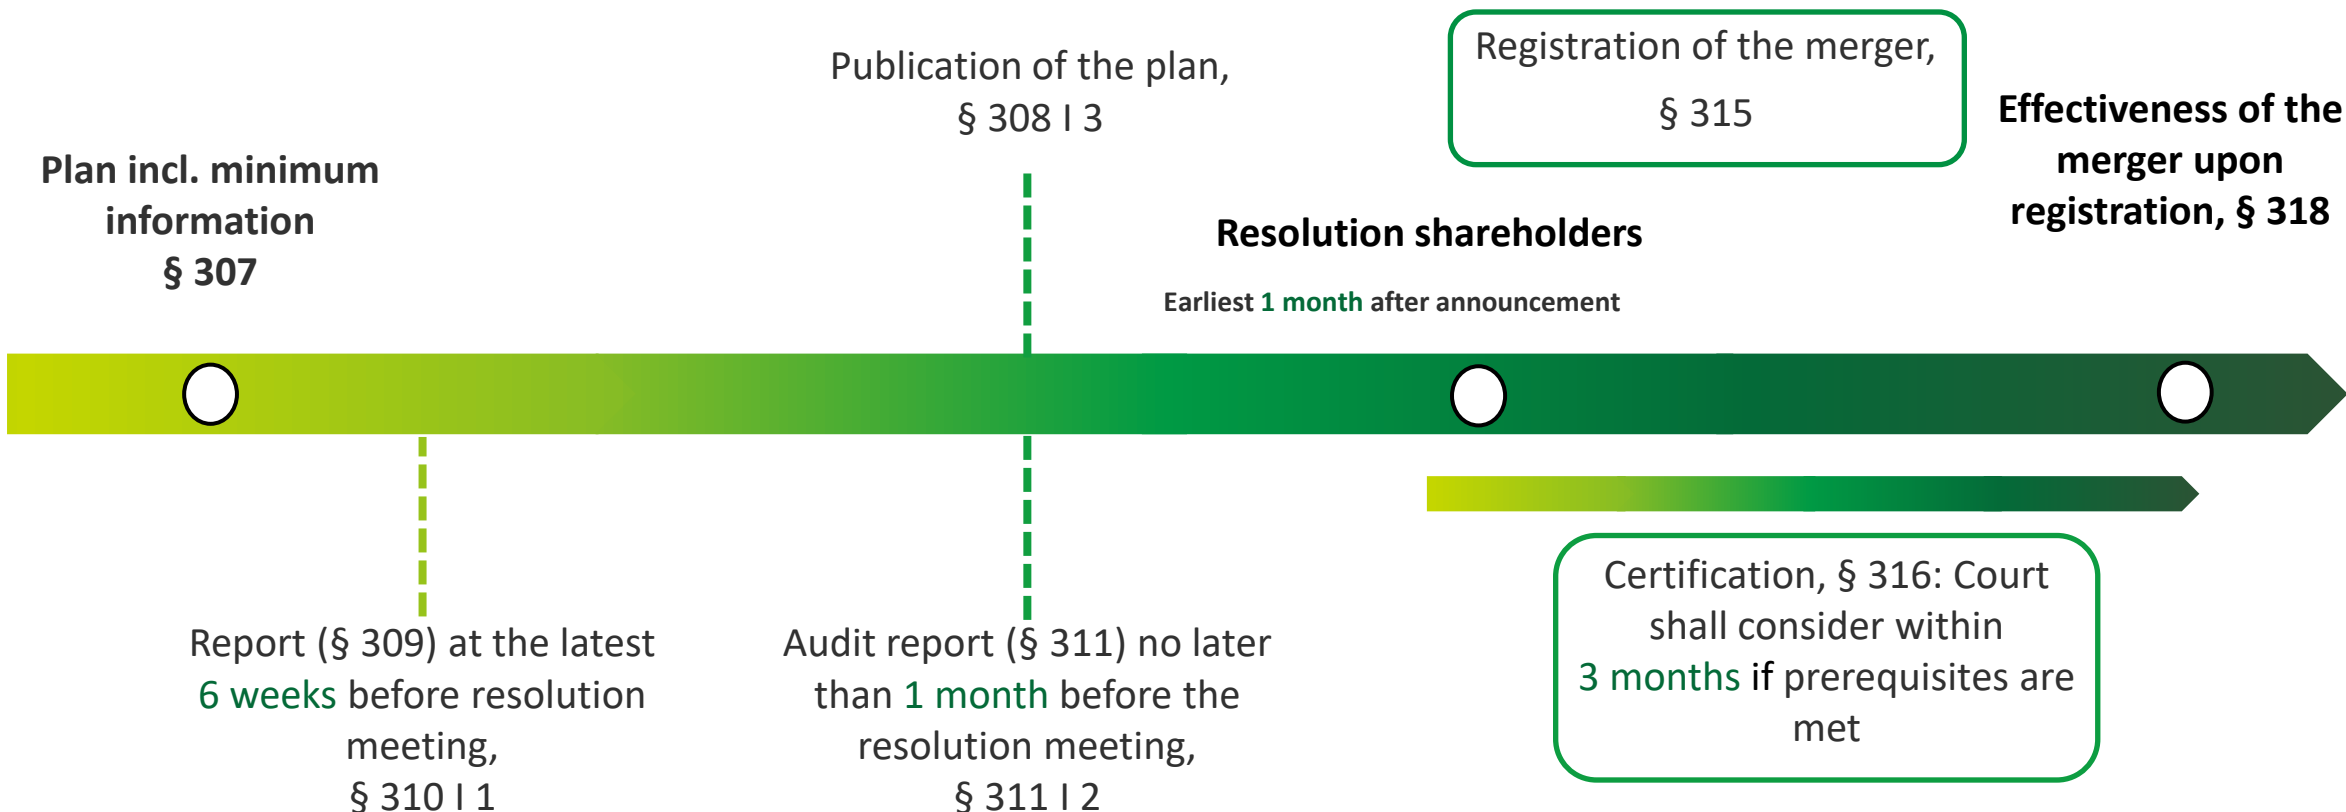 Plan incl. minimum
information
§ 307
Publication of the plan,
§ 308 I 3
Registration of the merger,
§ 315
Effectiveness of the
merger upon
registration, § 318
Resolution shareholders
Earliest 1 month after announcement
Report (§ 309) at the latest
6 weeks before resolution
meeting,
§ 310 I 1
Audit report (§ 311) no later
than 1 month before the
resolution meeting,
§ 311 I 2
Certification, § 316: Court
shall consider within
3 months if prerequisites are
met